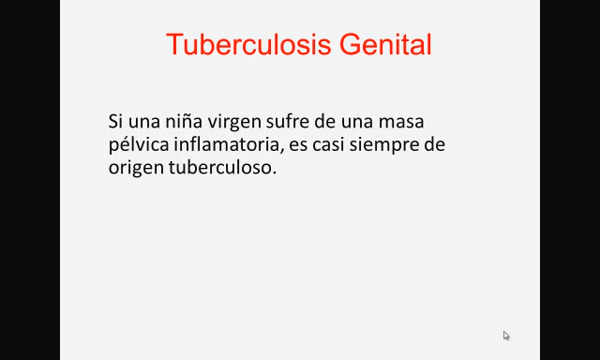 Tuberculosis Genital
Si una niña virgen sufre de una masa
pélvica inflamatoria, es casi siempre de
origen tuberculoso.